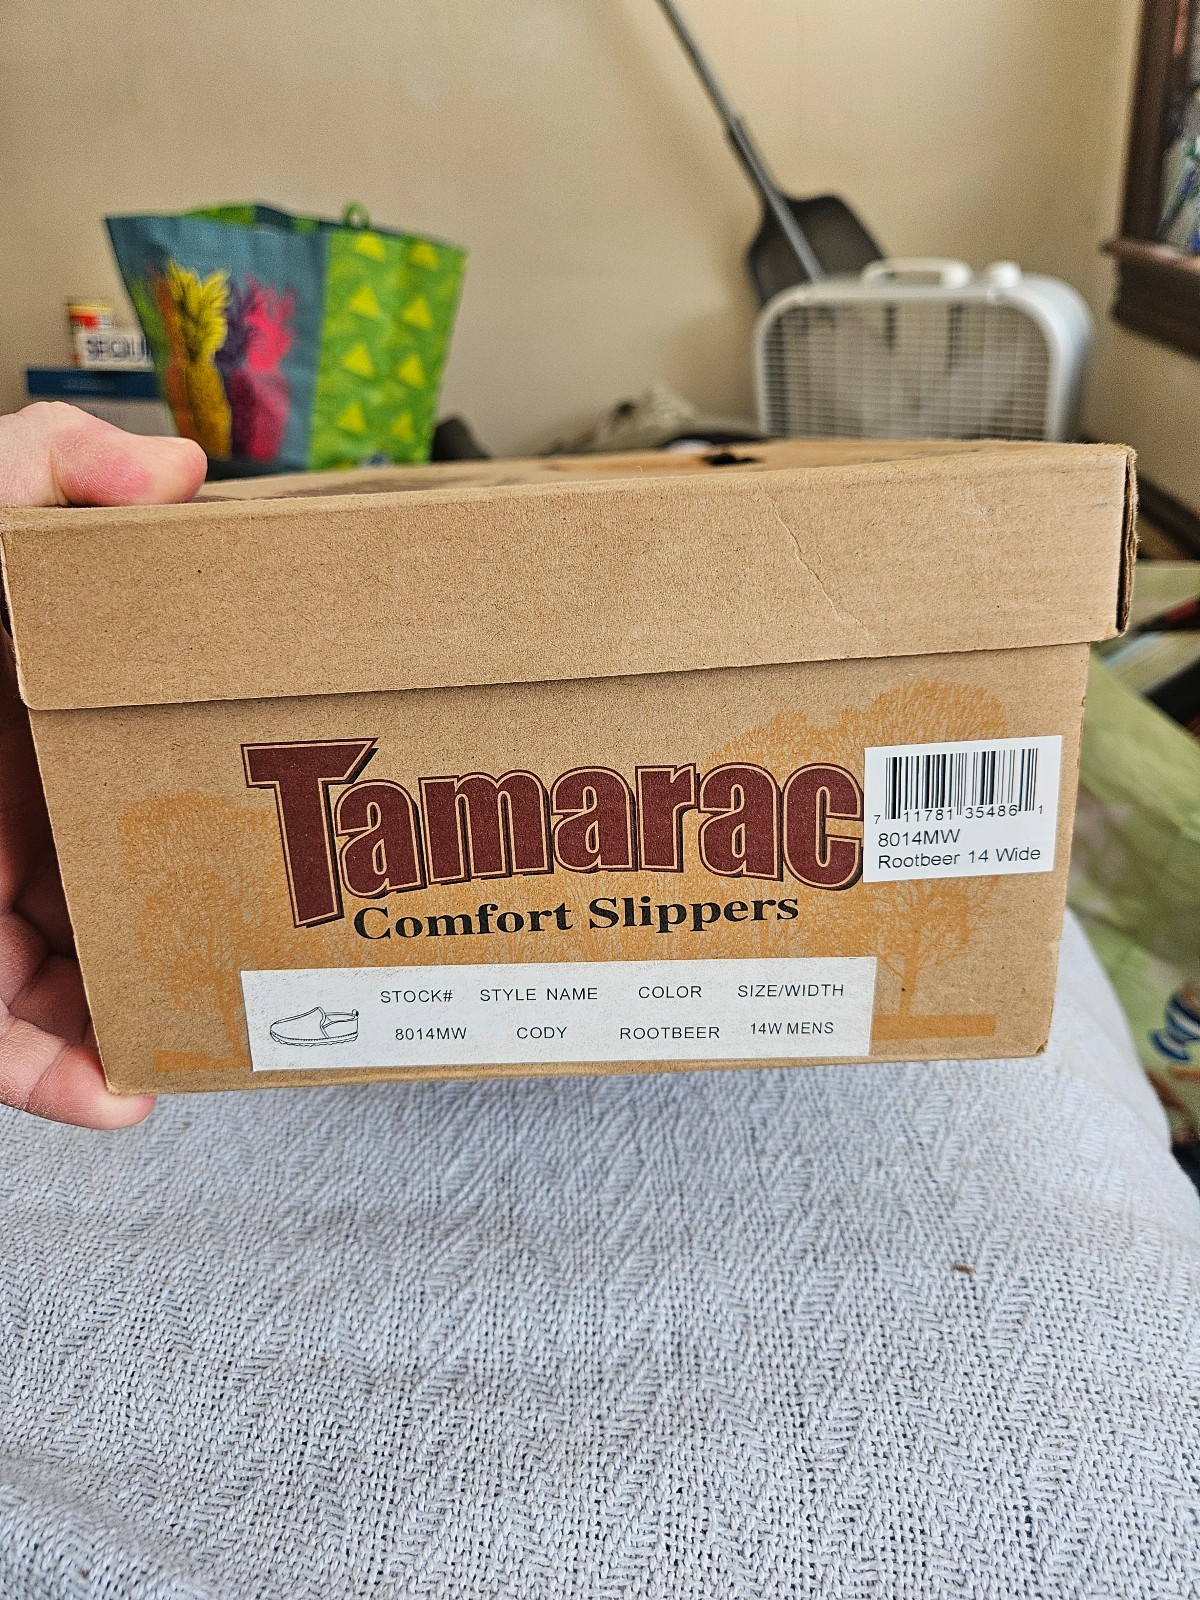 Tamarac
Comfort Slippers
7 11781 35486 1
8014MW
Rootbeer 14 Wide
STOCK# STYLE NAME COLOR SIZE/WIDTH
8014MW CODY ROOTBEER 14W MENS